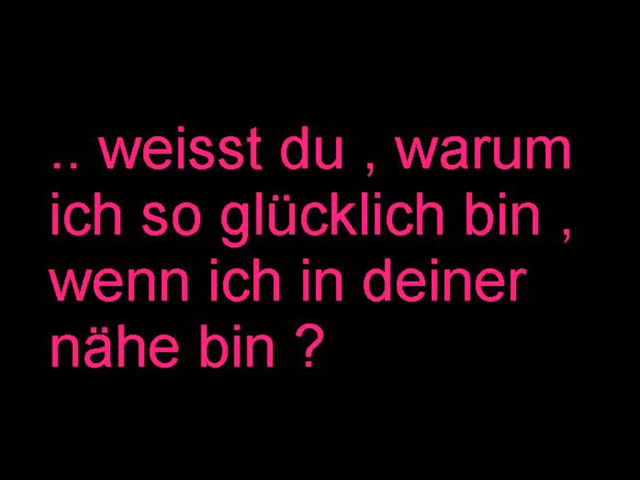 .. weisst du , warum
ich so glücklich bin ,
wenn ich in deiner
nähe bin ?